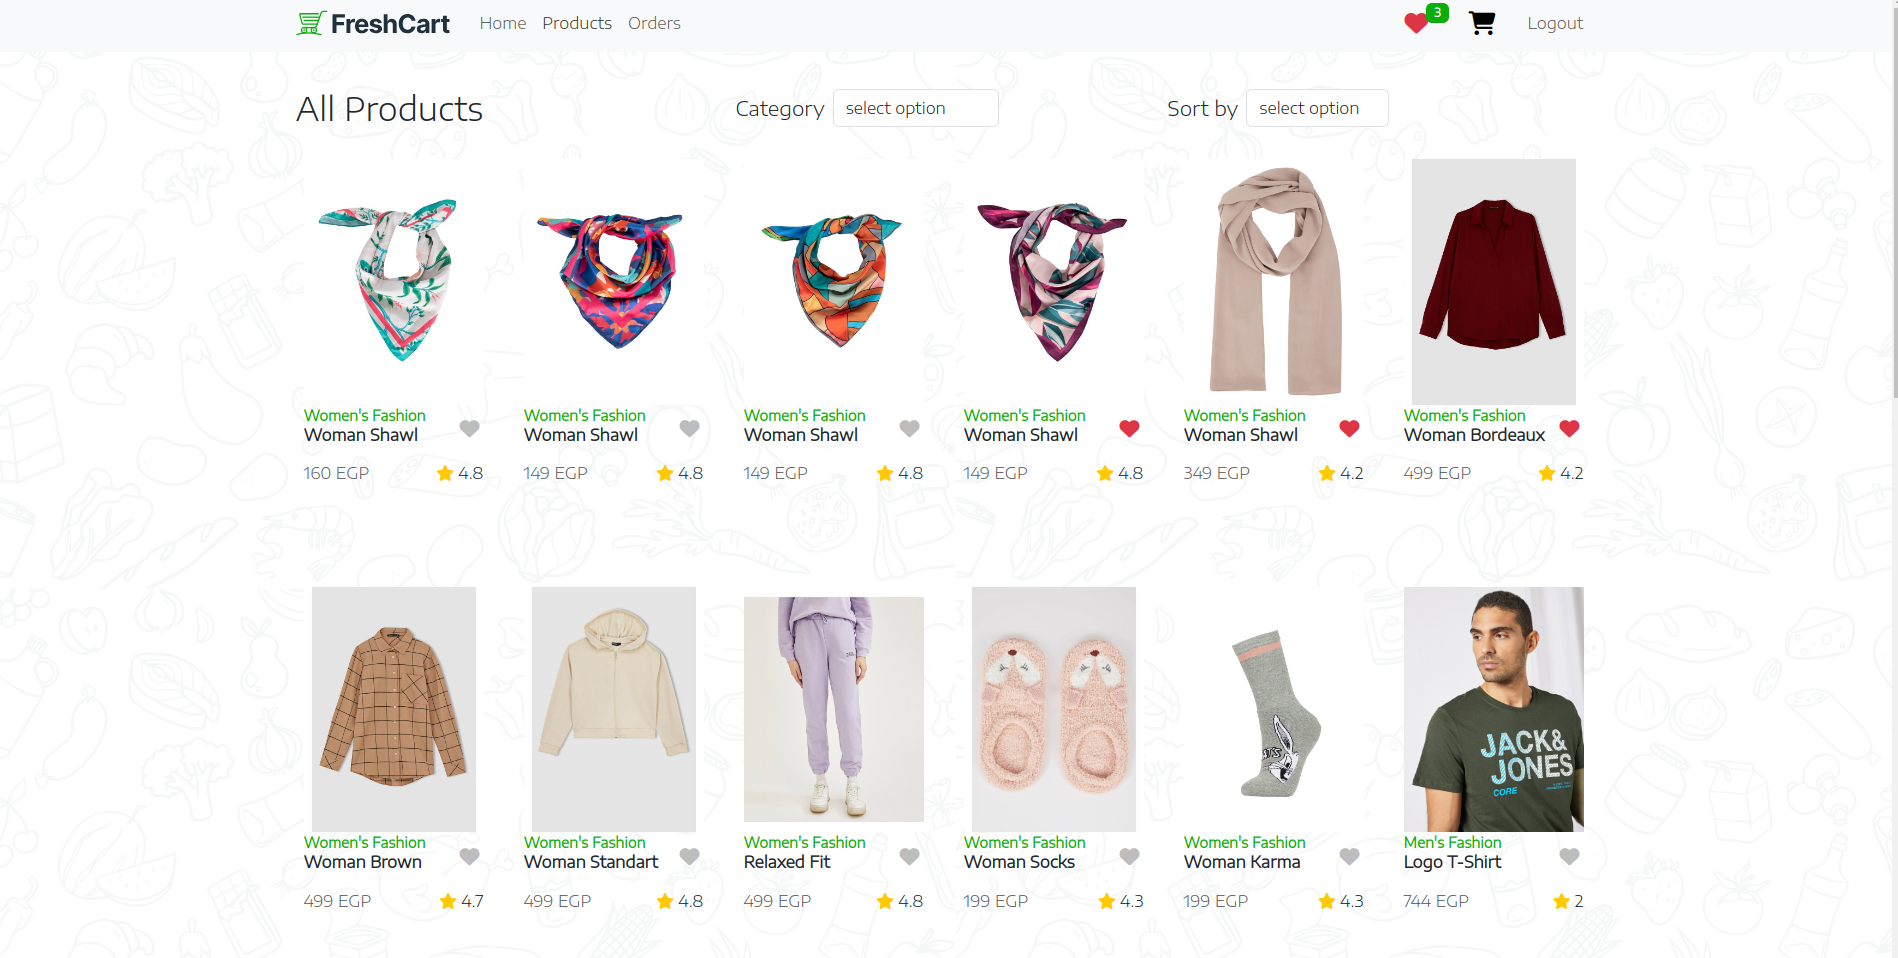 FreshCart Home Products Orders 3 Logout
All Products Category select option Sort by select option
Women's Fashion Women's Fashion Women's Fashion Women's Fashion Women's Fashion Women's Fashion
Woman Shawl Woman Shawl Woman Shawl Woman Shawl Woman Shawl Woman Bordeaux
160 EGP 4.8 149 EGP 4.8 149 EGP 4.8 149 EGP 4.8 349 EGP 4.2 499 EGP 4.2
JACK&
JONES
CORE
Women's Fashion Women's Fashion Women's Fashion Women's Fashion Women's Fashion Men's Fashion
Woman Brown Woman Standart Relaxed Fit Woman Socks Woman Karma Logo T-Shirt
499 EGP 4.7 499 EGP 4.8 499 EGP 4.8 199 EGP 4.3 199 EGP 4.3 744 EGP 2